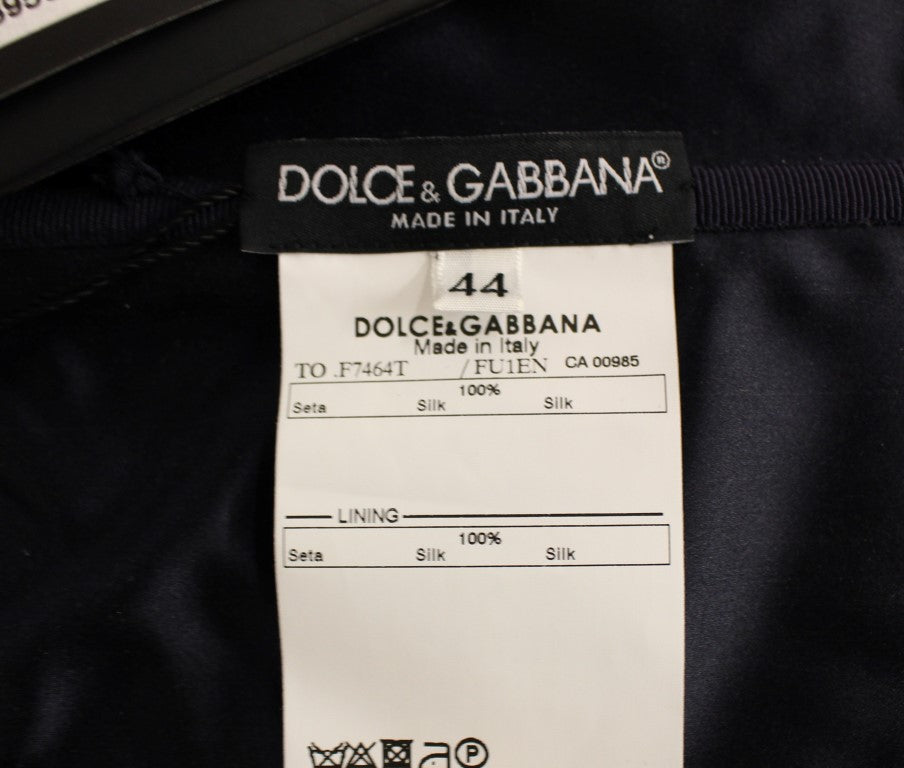 DOLCE & GABBANA®
MADE IN ITALY
44
DOLCE&GABBANA
Made in Italy
TO .F7464T /FU1EN CA 00985
100%
Seta Silk Silk
LINING
100%
Seta Silk Silk
P